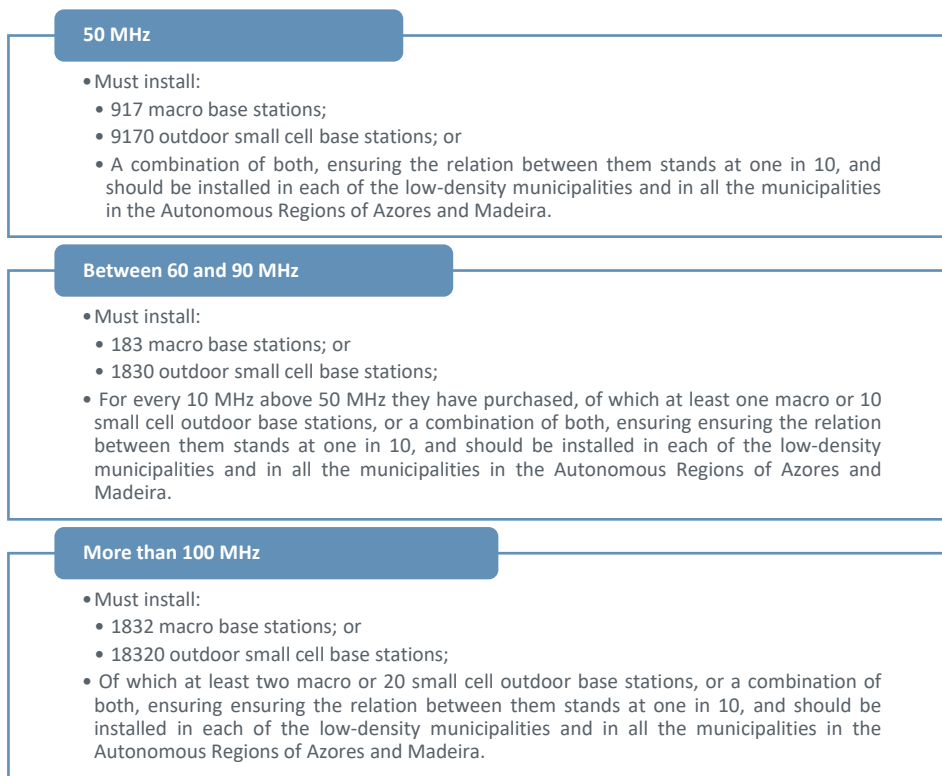 50 MHz
•Must install:
• 917 macro base stations;
• 9170 outdoor small cell base stations; or
• A combination of both, ensuring the relation between them stands at one in 10, and
should be installed in each of the low-density municipalities and in all the municipalities
in the Autonomous Regions of Azores and Madeira.
Between 60 and 90 MHz
•Must install:
• 183 macro base stations; or
• 1830 outdoor small cell base stations;
• For every 10 MHz above 50 MHz they have purchased, of which at least one macro or 10
small cell outdoor base stations, or a combination of both, ensuring ensuring the relation
between them stands at one in 10, and should be installed in each of the low-density
municipalities and in all the municipalities in the Autonomous Regions of Azores and
Madeira.
More than 100 MHz
•Must install:
• 1832 macro base stations; or
• 18320 outdoor small cell base stations;
• Of which at least two macro or 20 small cell outdoor base stations, or a combination of
both, ensuring ensuring the relation between them stands at one in 10, and should be
installed in each of the low-density municipalities and in all the municipalities in the
Autonomous Regions of Azores and Madeira.